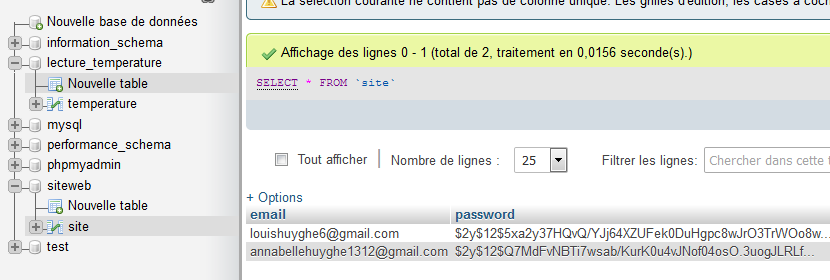 La sélection courante ne contient pas de colonne unique. Les grilles d'édition, les cases à coch
Nouvelle base de données
information_schema
lecture_temperature
Nouvelle table
temperature
mysql
performance_schema
phpmyadmin
siteweb
Nouvelle table
site
test
Affichage des lignes 0 - 1 (total de 2, traitement en 0,0156 seconde(s).)
SELECT * FROM `site`
Tout afficher
Nombre de lignes :
25
Filtrer les lignes:
Chercher dans cette t
+ Options
email password
louishuyghe6@gmail.com $2y$12$5xa2y37HQvQ/YJj64XZUFek0DuHgpc8wJrO3TrWOo8w...
annabellehuyghe1312@gmail.com $2y$12$Q7MdFvNBTi7wsab/KurK0u4vJNof04osO.3uogJLRLf...